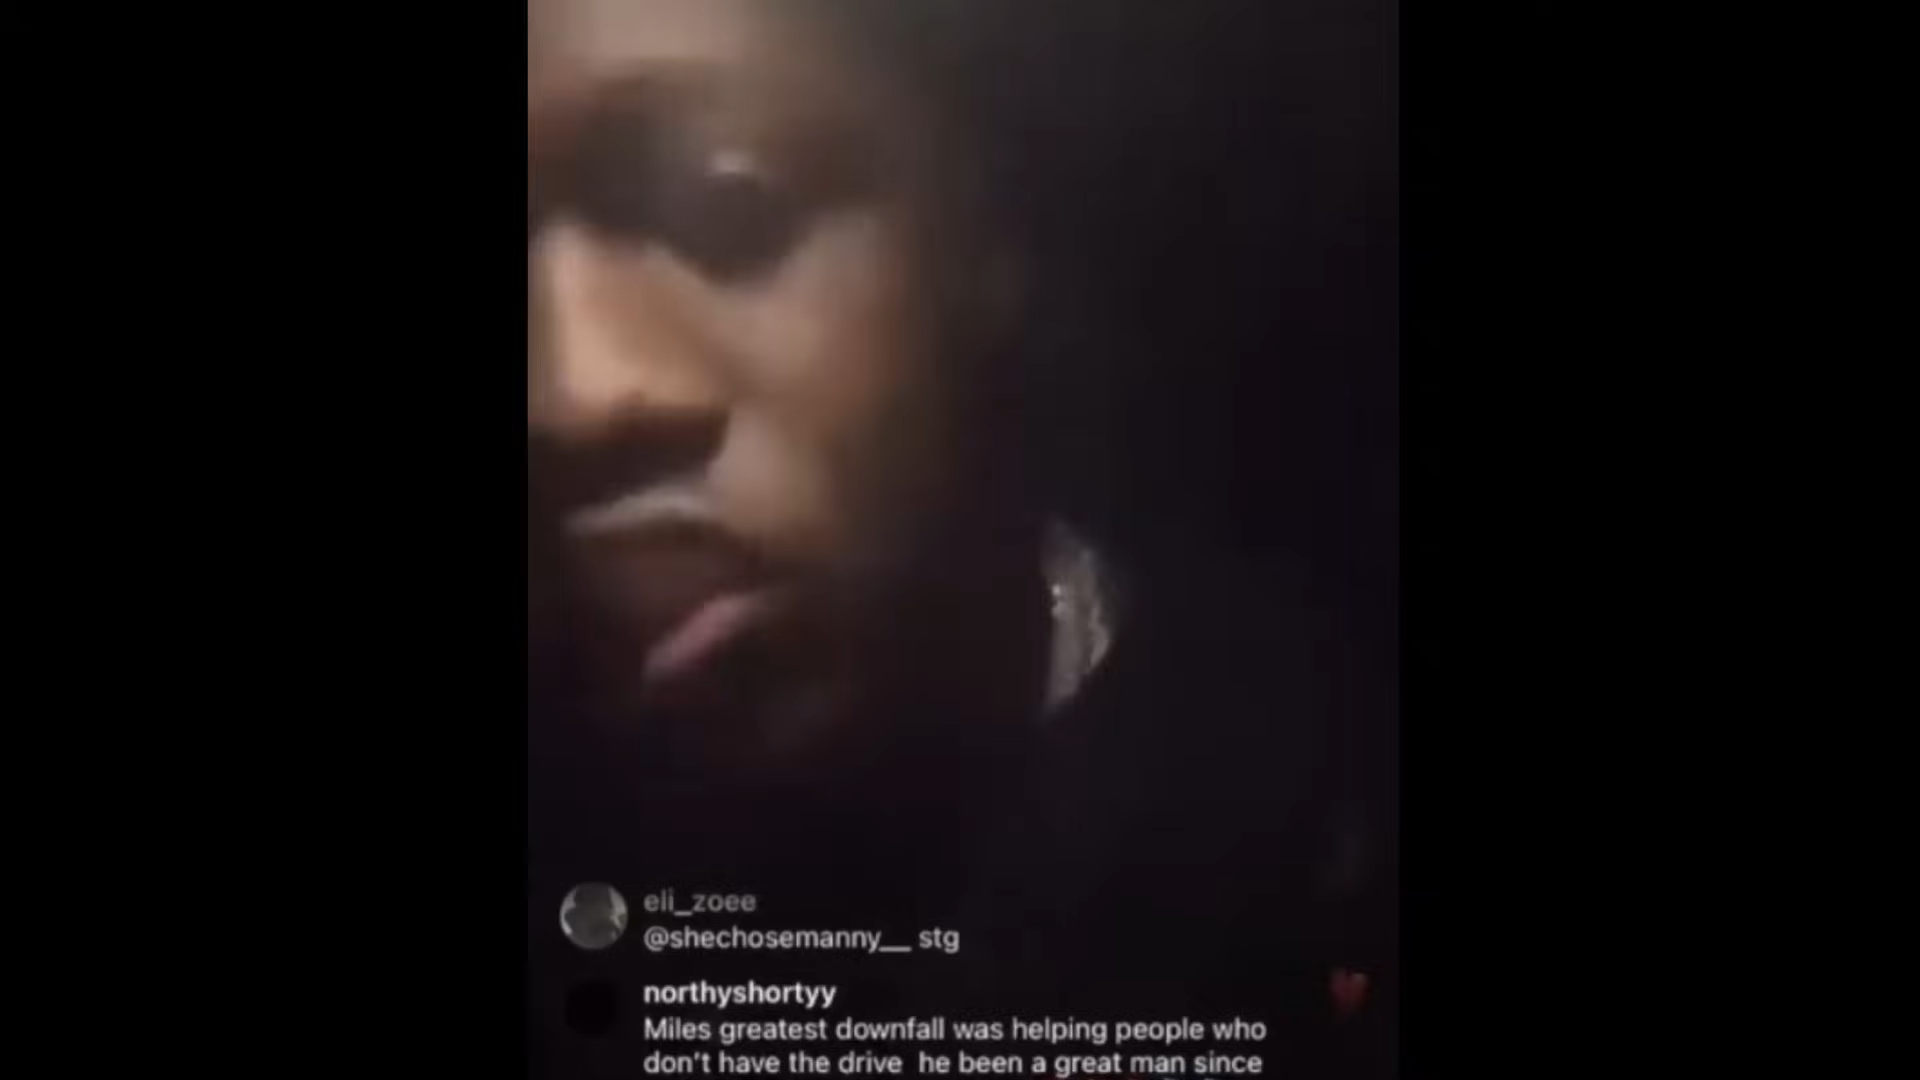 eli_zoee
@shechosemanny__ stg
northyshortyy
Miles greatest downfall was helping people who
don't have the drive he been a great man since